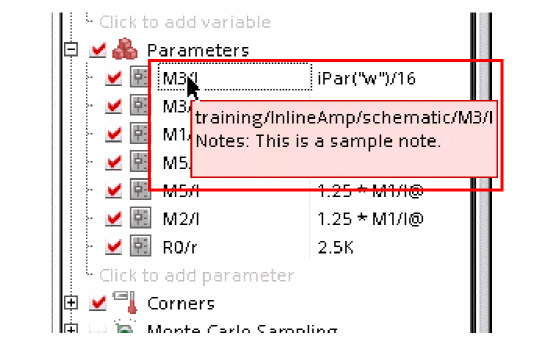 Click to add variable
Parameters
M3/l iPar("w")/16
M3/
training/InlineAmp/schematic/M3/l
M1/
Notes: This is a sample note.
M5/
M5/l 1.25 * M1/l@
M2/l 1.25 * M1/l@
R0/r 2.5K
Click to add parameter
Corners
Monte Carlo Sampling